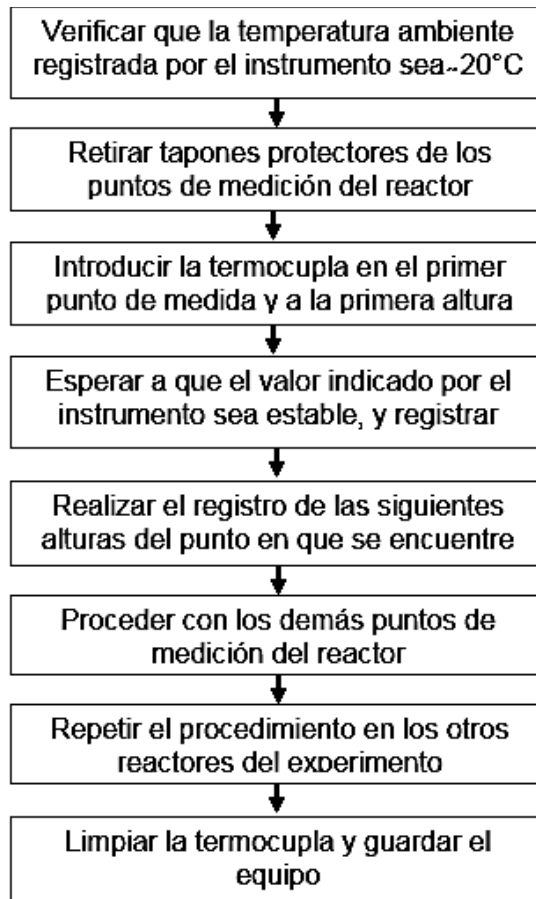 Verificar que la temperatura ambiente
registrada por el instrumento sea~20°C
Retirar tapones protectores de los
puntos de medición del reactor
Introducir la termocupla en el primer
punto de medida y a la primera altura
Esperar a que el valor indicado por el
instrumento sea estable, y registrar
Realizar el registro de las siguientes
alturas del punto en que se encuentre
Proceder con los demás puntos de
medición del reactor
Repetir el procedimiento en los otros
reactores del experimento
Limpiar la termocupla y guardar el
equipo